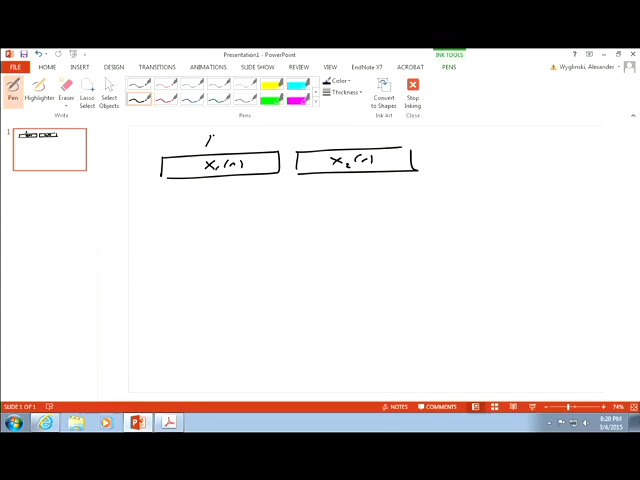 Presentation1 - PowerPoint
INK TOOLS
FILE HOME INSERT DESIGN TRANSITIONS ANIMATIONS SLIDE SHOW REVIEW VIEW EndNote X7 ACROBAT PENS
Wyglinski, Alexander
Pen Highlighter Eraser Lasso Select Objects Color Thickness Convert to Shapes Stop Inking
Select Objects
Write Pens Ink Art Close
1
x₁(n) x₂(n)
SLIDE 1 OF 1 NOTES COMMENTS 74%
8:20 PM
3/4/2015